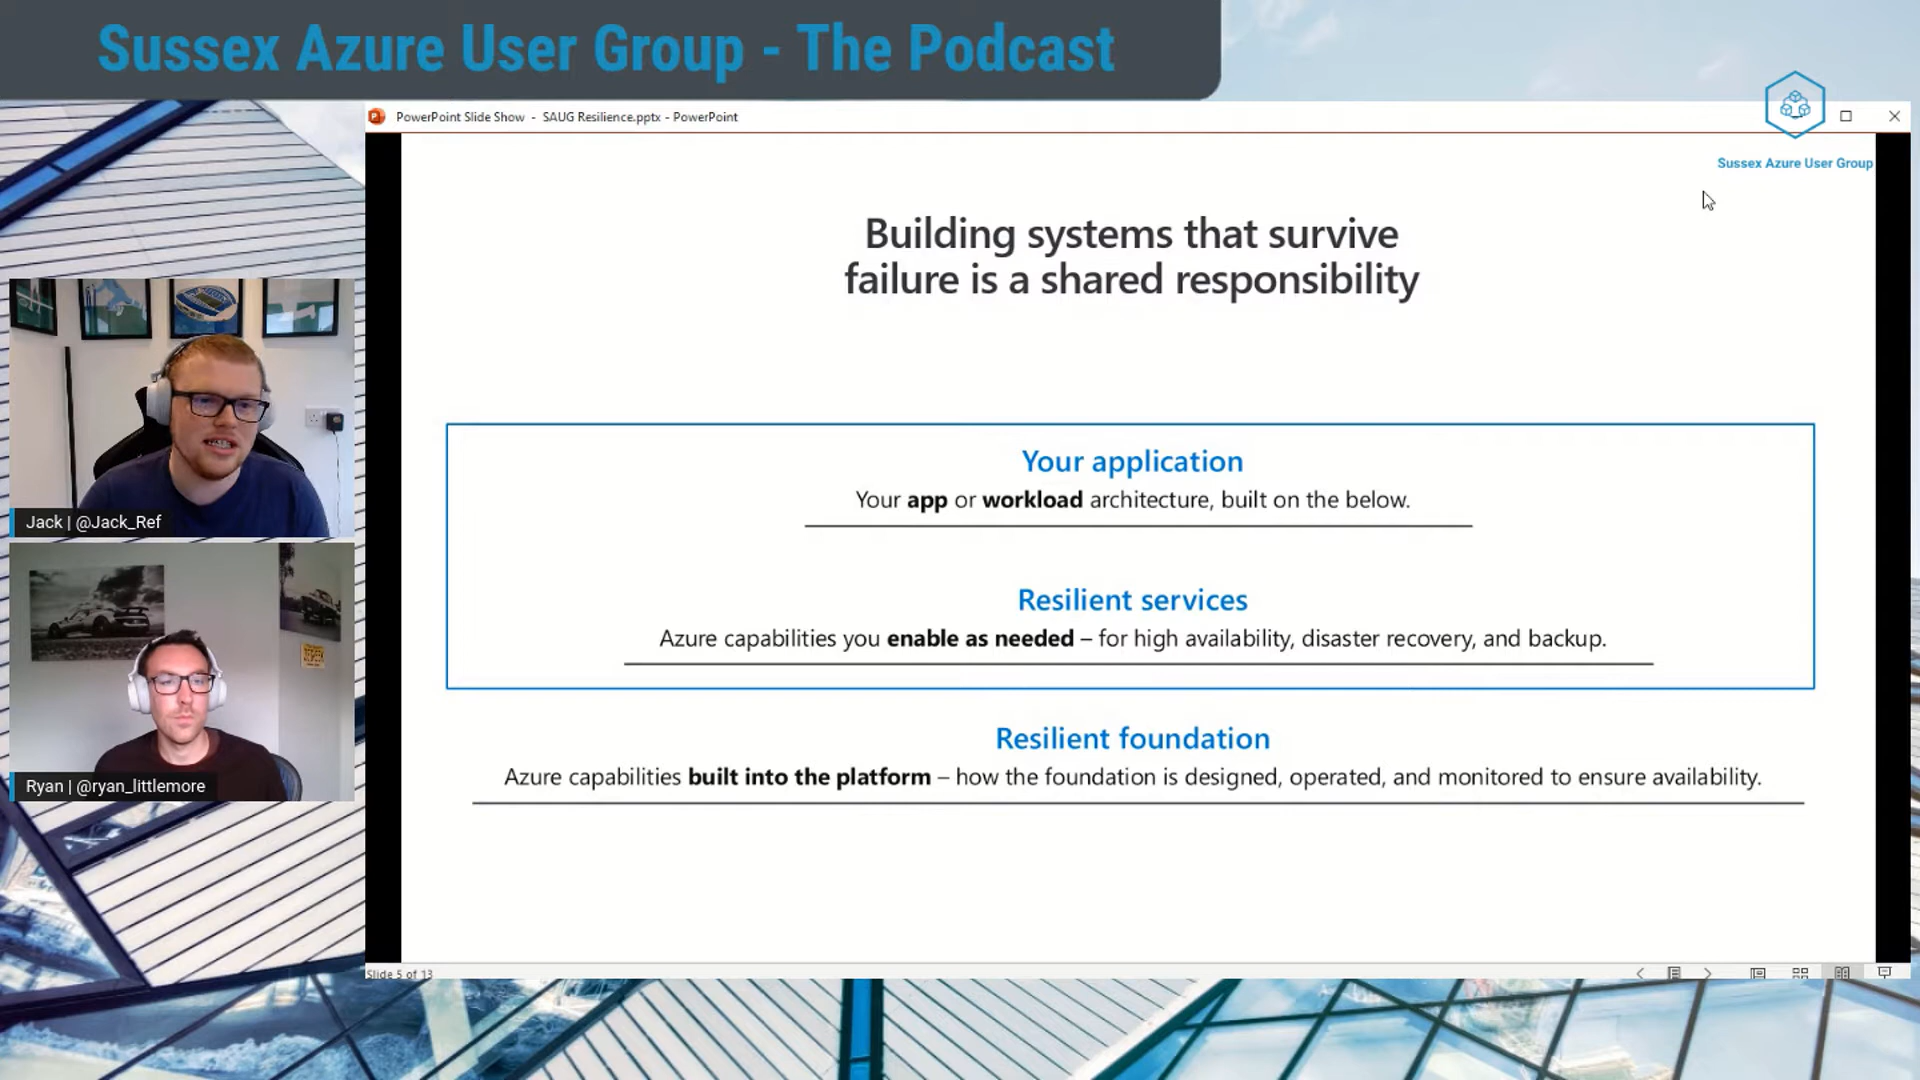 Sussex Azure User Group - The Podcast
PowerPoint Slide Show - SAUG Resilience.pptx - PowerPoint
Sussex Azure User Group
Building systems that survive
failure is a shared responsibility
Your application
Your app or workload architecture, built on the below.
Resilient services
Azure capabilities you enable as needed – for high availability, disaster recovery, and backup.
Resilient foundation
Azure capabilities built into the platform – how the foundation is designed, operated, and monitored to ensure availability.
Jack | @Jack_Ref
Ryan | @ryan_littlemore
Slide 5 of 13